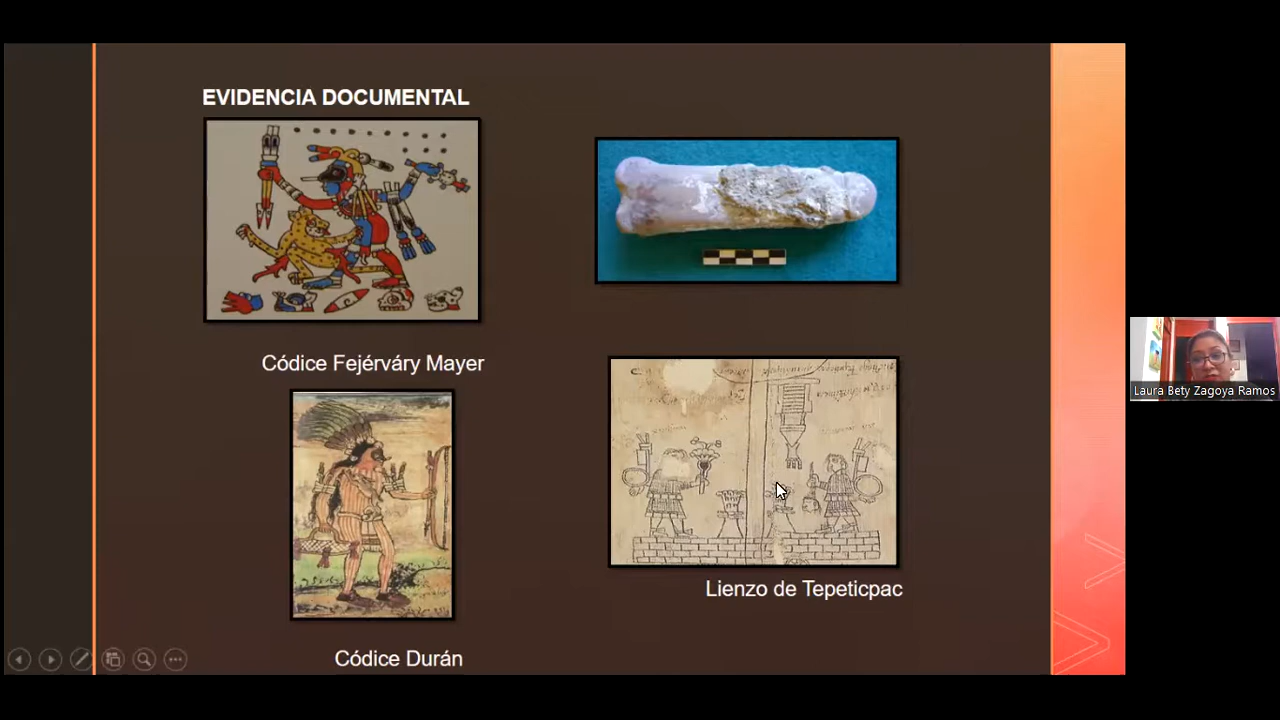 EVIDENCIA DOCUMENTAL
Códice Fejérváry Mayer
Laura Bety Zagoya Ramos
Lienzo de Tepeticpac
Códice Durán